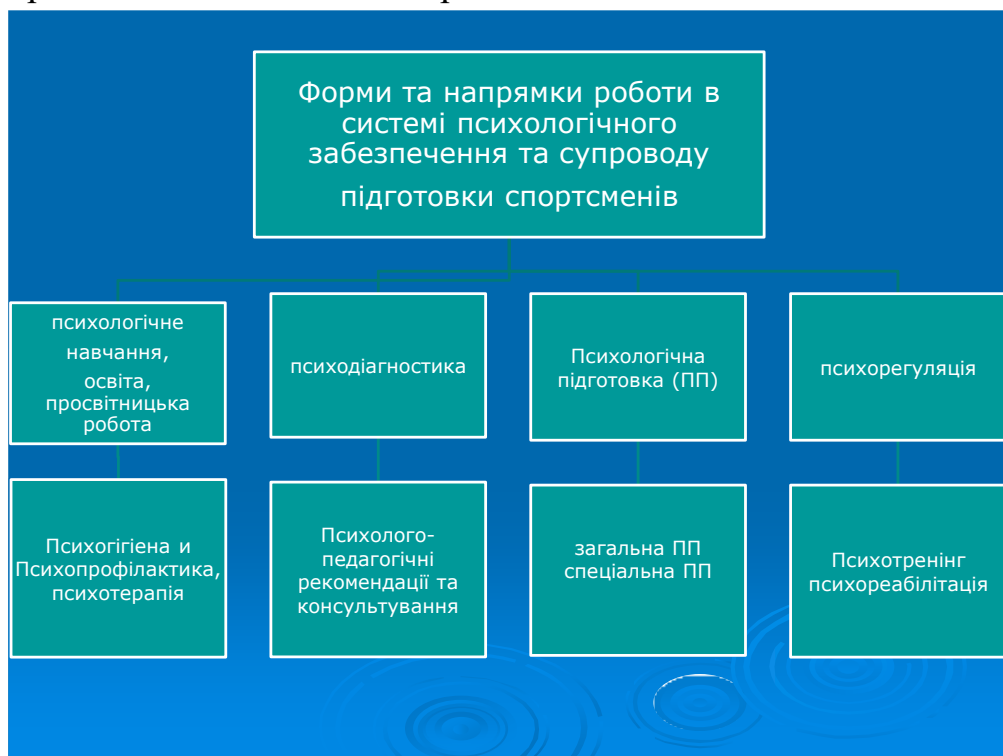 Форми та напрямки роботи в
системі психологічного
забезпечення та супроводу
підготовки спортсменів
психологічне
навчання,
освіта,
просвітницька
робота
психодіагностика
Психологічна
підготовка (ПП)
психорегуляція
Психогігіена и
Психопрофілактика,
психотерапія
Психолого-
педагогічні
рекомендації та
консультування
загальна ПП
спеціальна ПП
Психотренінг
психореабілітація